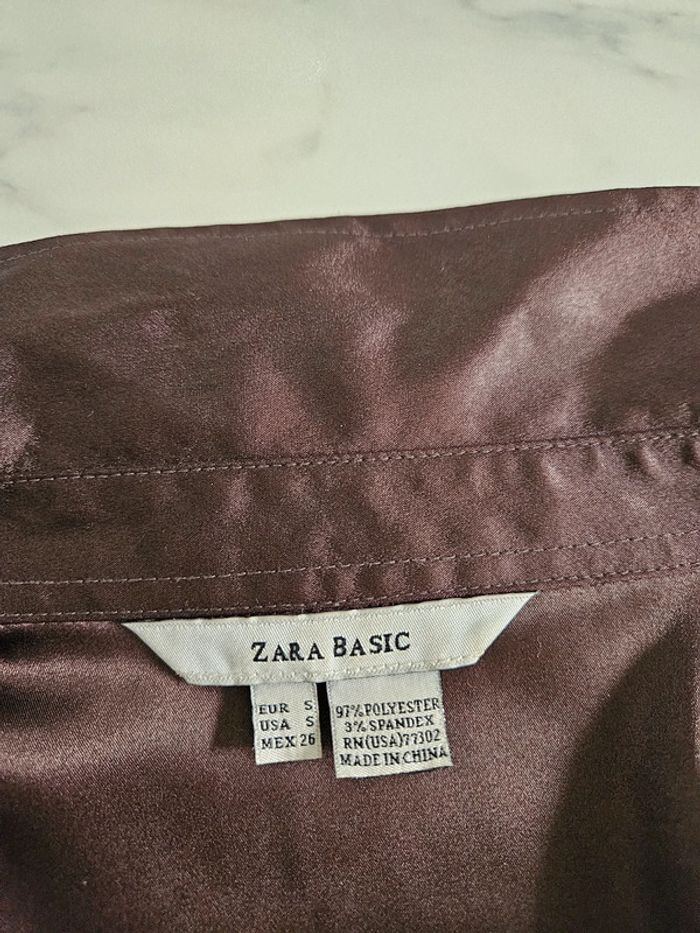 ZARA BASIC
EUR S
USA S
MEX 26
97%POLYESTER
3%SPANDEX
RN(USA)77302
MADE IN CHINA